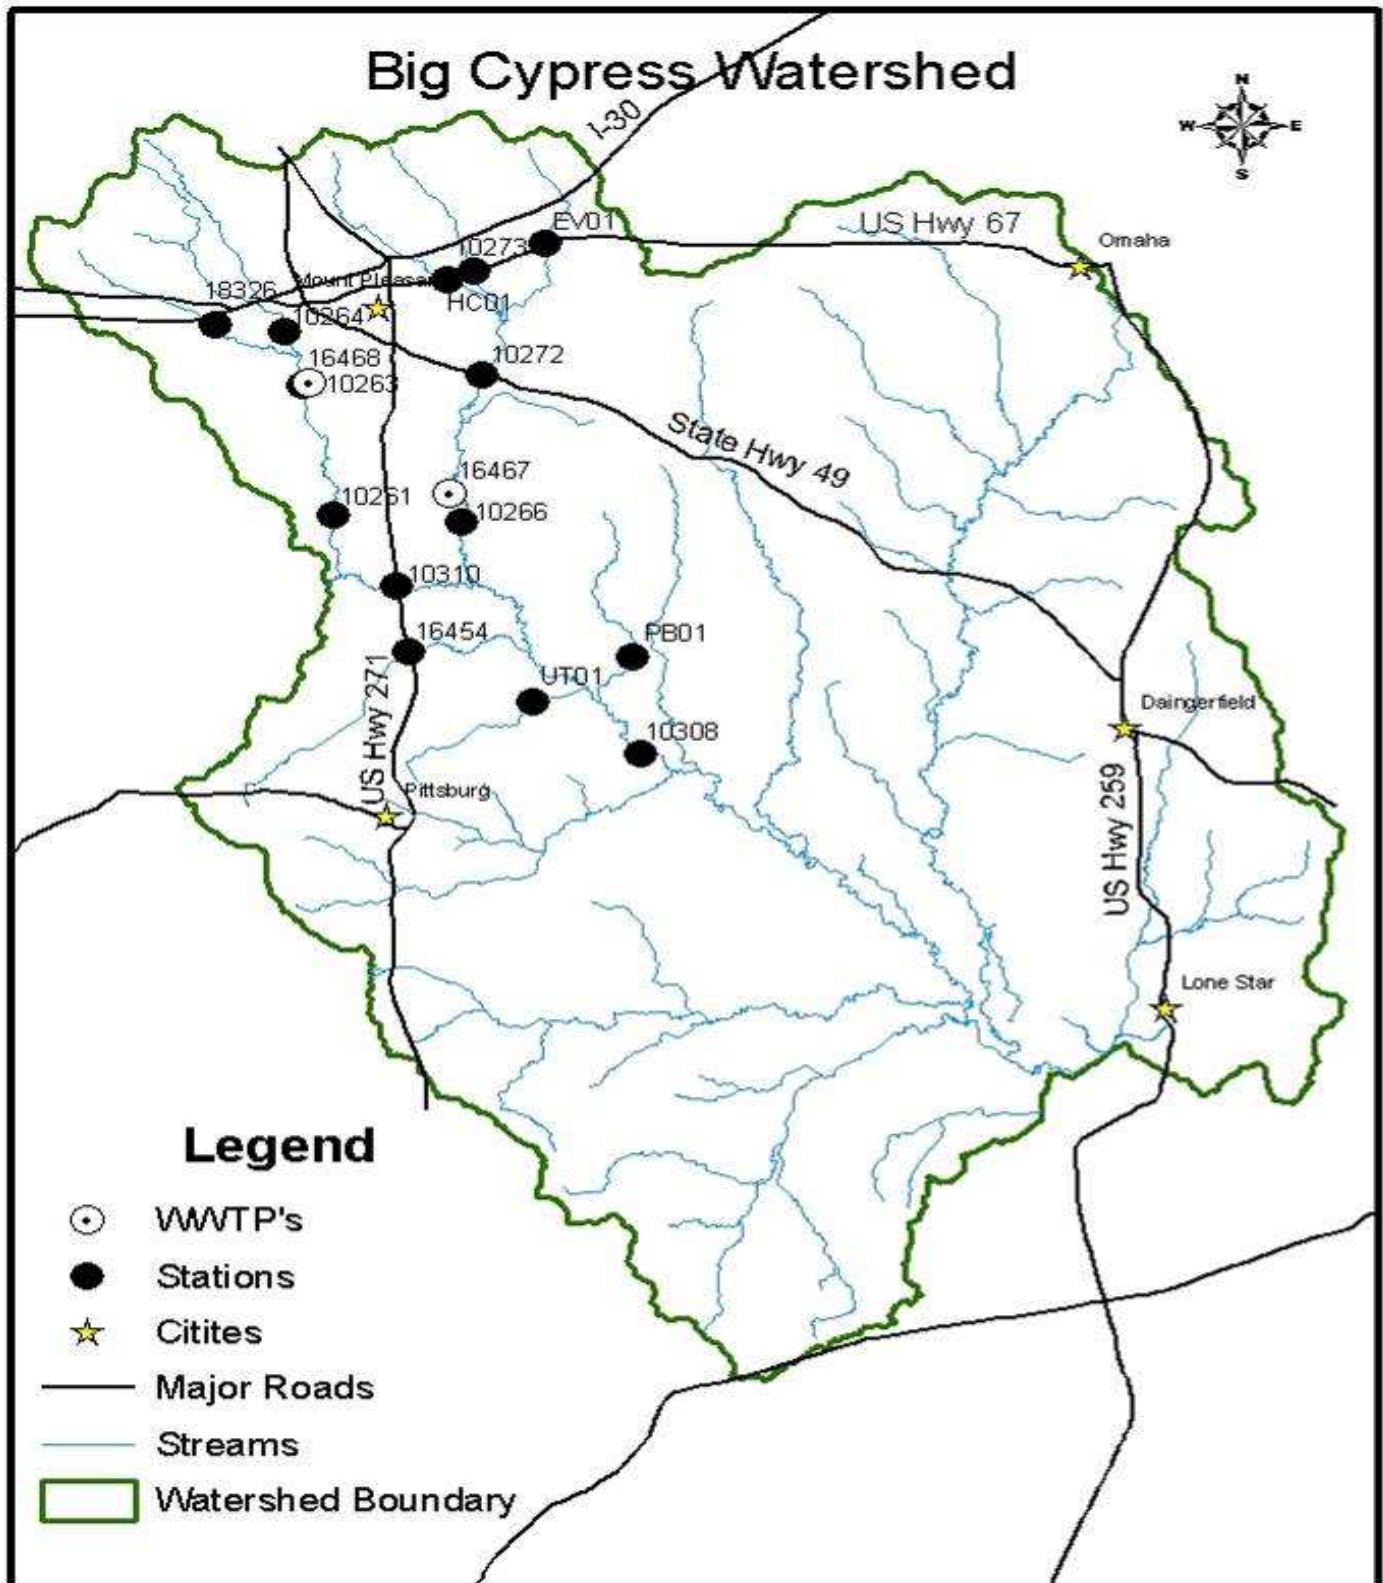 Big Cypress Watershed
N
W E
S
I-30
EV01
US Hwy 67
Omaha
10273
Mount Pleasant
HC01
18326
10264
16468
10263
10272
State Hwy 49
16467
10261
10266
10310
16454
PB01
UT01
US Hwy 271
10308
Daingerfield
Pittsburg
US Hwy 259
Lone Star
Legend
WWTP's
Stations
Citites
Major Roads
Streams
Watershed Boundary